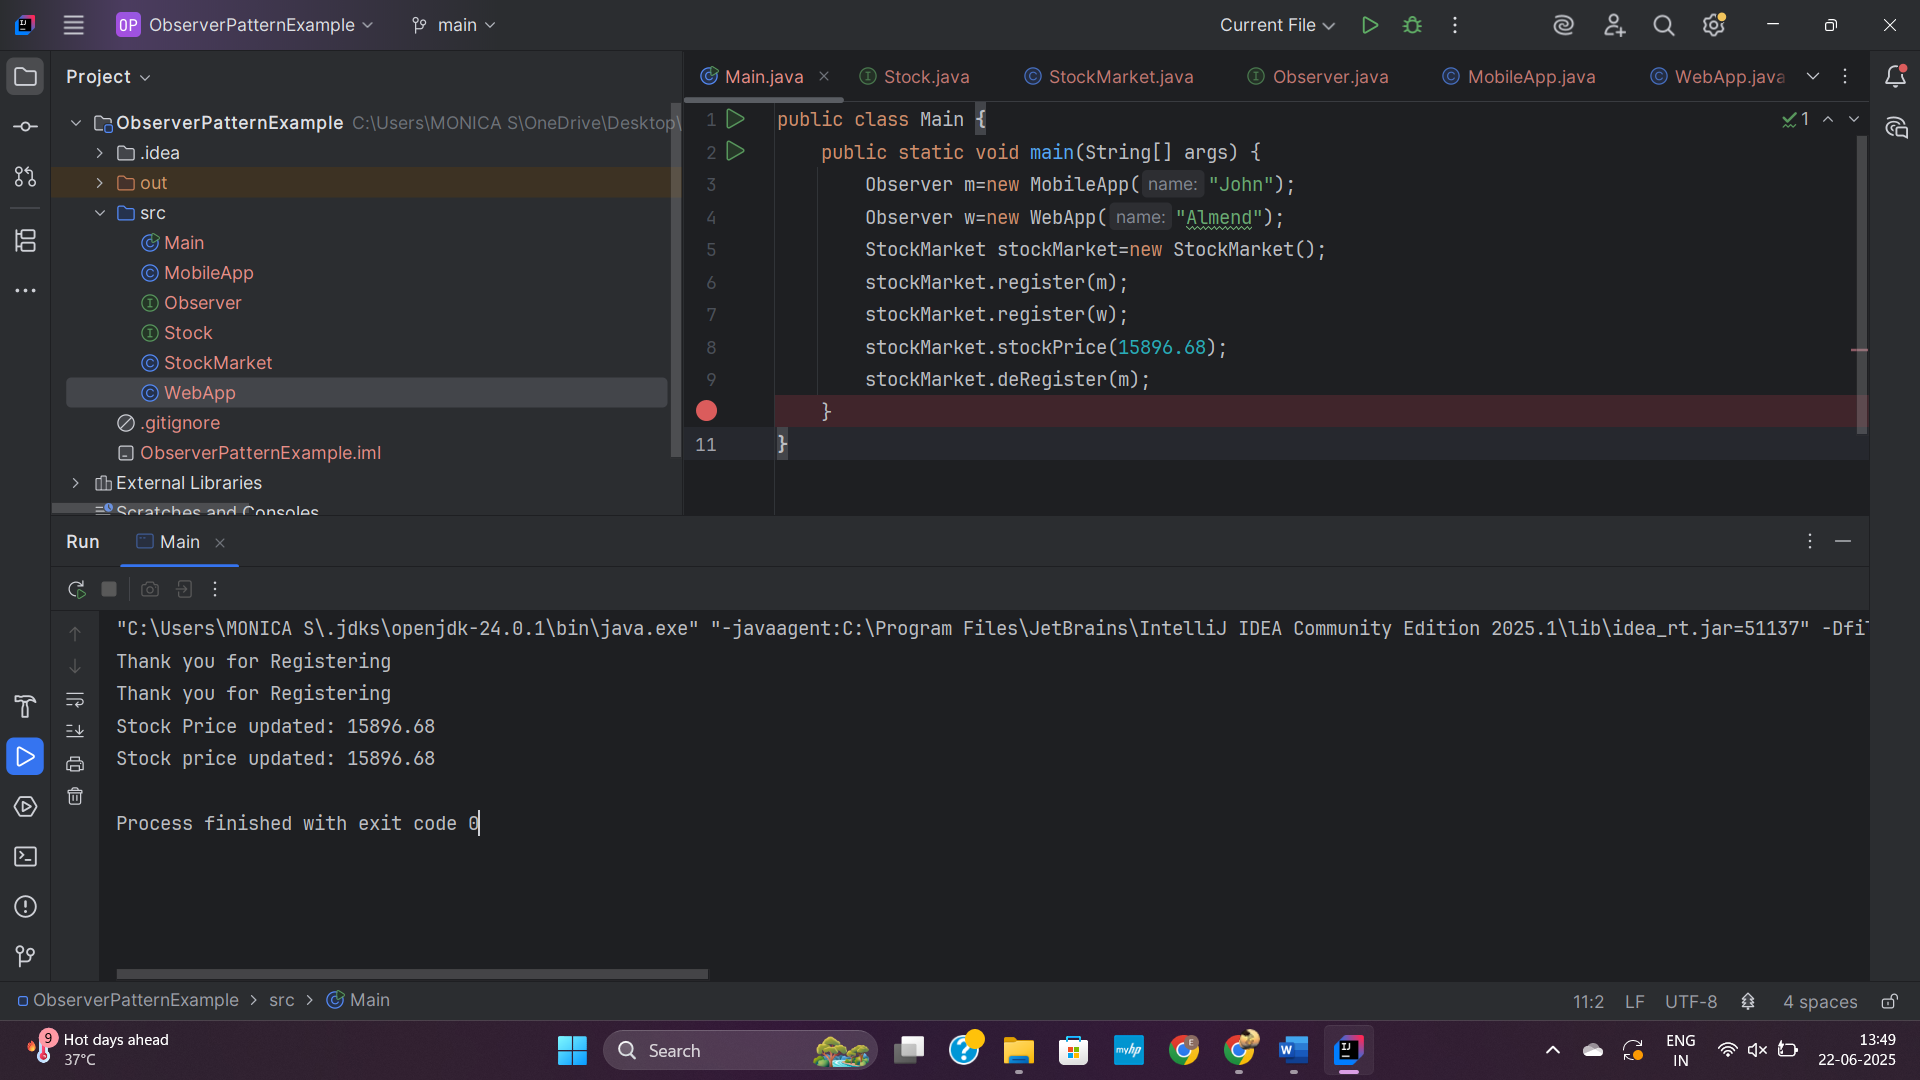 OP ObserverPatternExample main Current File
Project
ObserverPatternExample C:\Users\MONICA S\OneDrive\Desktop\
.idea
out
src
Main
MobileApp
Observer
Stock
StockMarket
WebApp
.gitignore
ObserverPatternExample.iml
External Libraries
Scratches and Consoles
Main.java Stock.java StockMarket.java Observer.java MobileApp.java WebApp.java
1 public class Main {
2 public static void main(String[] args) {
3 Observer m=new MobileApp( name: "John");
4 Observer w=new WebApp( name: "Almend");
5 StockMarket stockMarket=new StockMarket();
6 stockMarket.register(m);
7 stockMarket.register(w);
8 stockMarket.stockPrice(15896.68);
9 stockMarket.deRegister(m);
}
11 }
1
Run Main
"C:\Users\MONICA S\.jdks\openjdk-24.0.1\bin\java.exe" "-javaagent:C:\Program Files\JetBrains\IntelliJ IDEA Community Edition 2025.1\lib\idea_rt.jar=51137" -Dfil
Thank you for Registering
Thank you for Registering
Stock Price updated: 15896.68
Stock price updated: 15896.68
Process finished with exit code 0
ObserverPatternExample > src > Main
11:2 LF UTF-8 4 spaces
9 Hot days ahead
37°C
Search
myhp
E
W
IJ
ENG
IN
13:49
22-06-2025